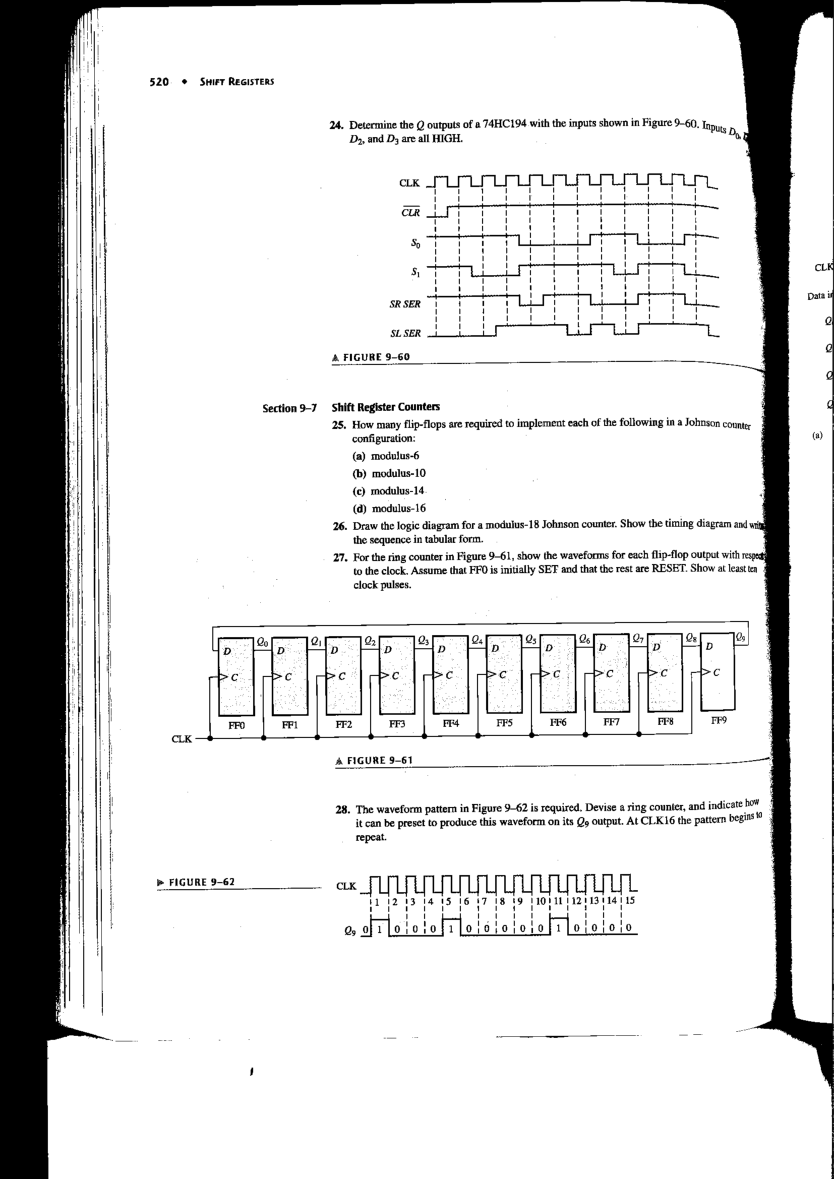 520 • SHIFT REGISTERS
24. Determine the Q outputs of a 74HC194 with the inputs shown in Figure 9–60. Inputs D0,
D2, and D3 are all HIGH.
CLK
CLR
S0
S1
SR SER
SL SER
▲ FIGURE 9–60
Section 9–7 Shift Register Counters
25. How many flip-flops are required to implement each of the following in a Johnson counter
configuration:
(a) modulus-6
(b) modulus-10
(c) modulus-14
(d) modulus-16
26. Draw the logic diagram for a modulus-18 Johnson counter. Show the timing diagram and
the sequence in tabular form.
27. For the ring counter in Figure 9–61, show the waveforms for each flip-flop output with respect
to the clock. Assume that FF0 is initially SET and that the rest are RESET. Show at least ten
clock pulses.
Q0 Q1 Q2 Q3 Q4 Q5 Q6 Q7 Q8 Q9
D D D D D D D D D D
C C C C C C C C C C
FF0 FF1 FF2 FF3 FF4 FF5 FF6 FF7 FF8 FF9
CLK
▲ FIGURE 9–61
28. The waveform pattern in Figure 9–62 is required. Devise a ring counter, and indicate how
it can be preset to produce this waveform on its Q9 output. At CLK16 the pattern begins to
repeat.
▶ FIGURE 9–62
CLK
1 2 3 4 5 6 7 8 9 10 11 12 13 14 15
Q9 0 1 0 0 0 1 0 0 0 0 0 1 0 0 0 0
CLK
Data
Q
Q
Q
Q
(a)